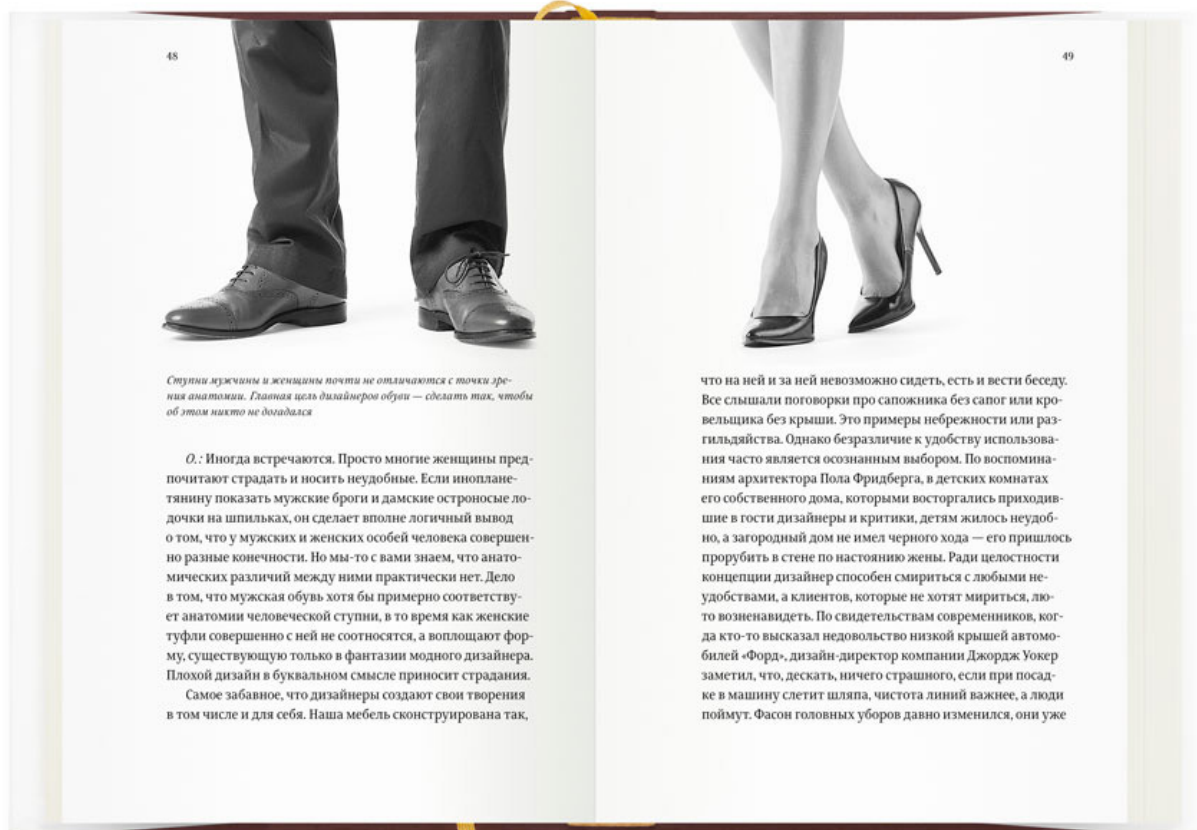 48
Ступни мужчины и женщины почти не отличаются с точки зре-
ния анатомии. Главная цель дизайнеров обуви — сделать так, чтобы
об этом никто не догадался
О.: Иногда встречаются. Просто многие женщины пред-
почитают страдать и носить неудобные. Если инопланe-
тянину показать мужские броги и дамские остроносые ло-
дочки на шпильках, он сделает вполне логичный вывод
о том, что у мужских и женских особей человека совершен-
но разные конечности. Но мы-то с вами знаем, что анато-
мических различий между ними практически нет. Дело
в том, что мужская обувь хотя бы примерно соответству-
ет анатомии человеческой ступни, в то время как женские
туфли совершенно с ней не соотносятся, а воплощают фор-
му, существующую только в фантазии модного дизайнера.
Плохой дизайн в буквальном смысле приносит страдания.
Самое забавное, что дизайнеры создают свои творения
в том числе и для себя. Наша мебель сконструирована так,
49
что на ней и за ней невозможно сидеть, есть и вести беседу.
Все слышали поговорки про сапожника без сапог или кро-
вельщика без крыши. Это примеры небрежности или раз-
гильдяйства. Однако безразличие к удобству использова-
ния часто является осознанным выбором. По воспомина-
ниям архитектора Пола Фридберга, в детских комнатах
его собственного дома, которыми восторгались приходив-
шие в гости дизайнеры и критики, детям жилось неудоб-
но, а загородный дом не имел черного хода — его пришлось
прорубить в стене по настоянию жены. Ради целостности
концепции дизайнер способен смириться с любыми не-
удобствами, а клиентов, которые не хотят мириться, лю-
то возненавидеть. По свидетельствам современников, ког-
да кто-то высказал недовольство низкой крышей автомо-
билей «Форд», дизайн-директор компании Джордж Уокер
заметил, что, дескать, ничего страшного, если при посад-
ке в машину слетит шляпа, чистота линий важнее, а люди
поймут. Фасон головных уборов давно изменился, они уже